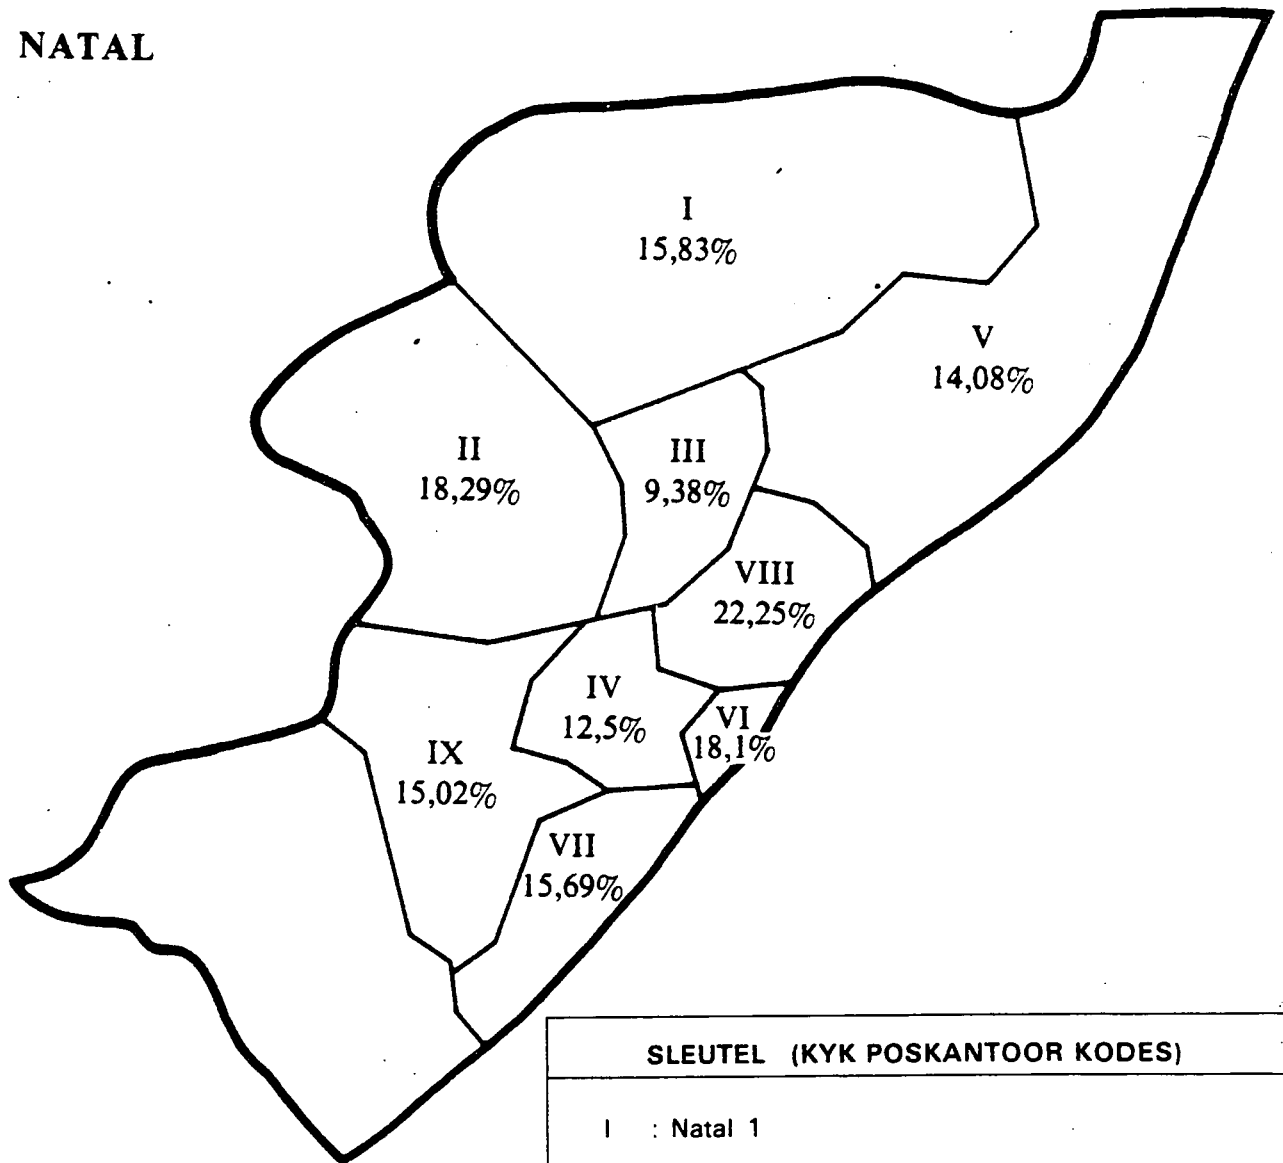 NATAL
I
15,83%
V
14,08%
II
18,29%
III
9,38%
VIII
22,25%
IV
12,5%
VI
18,1%
IX
15,02%
VII
15,69%
SLEUTEL (KYK POSKANTOOR KODES)
I : Natal 1